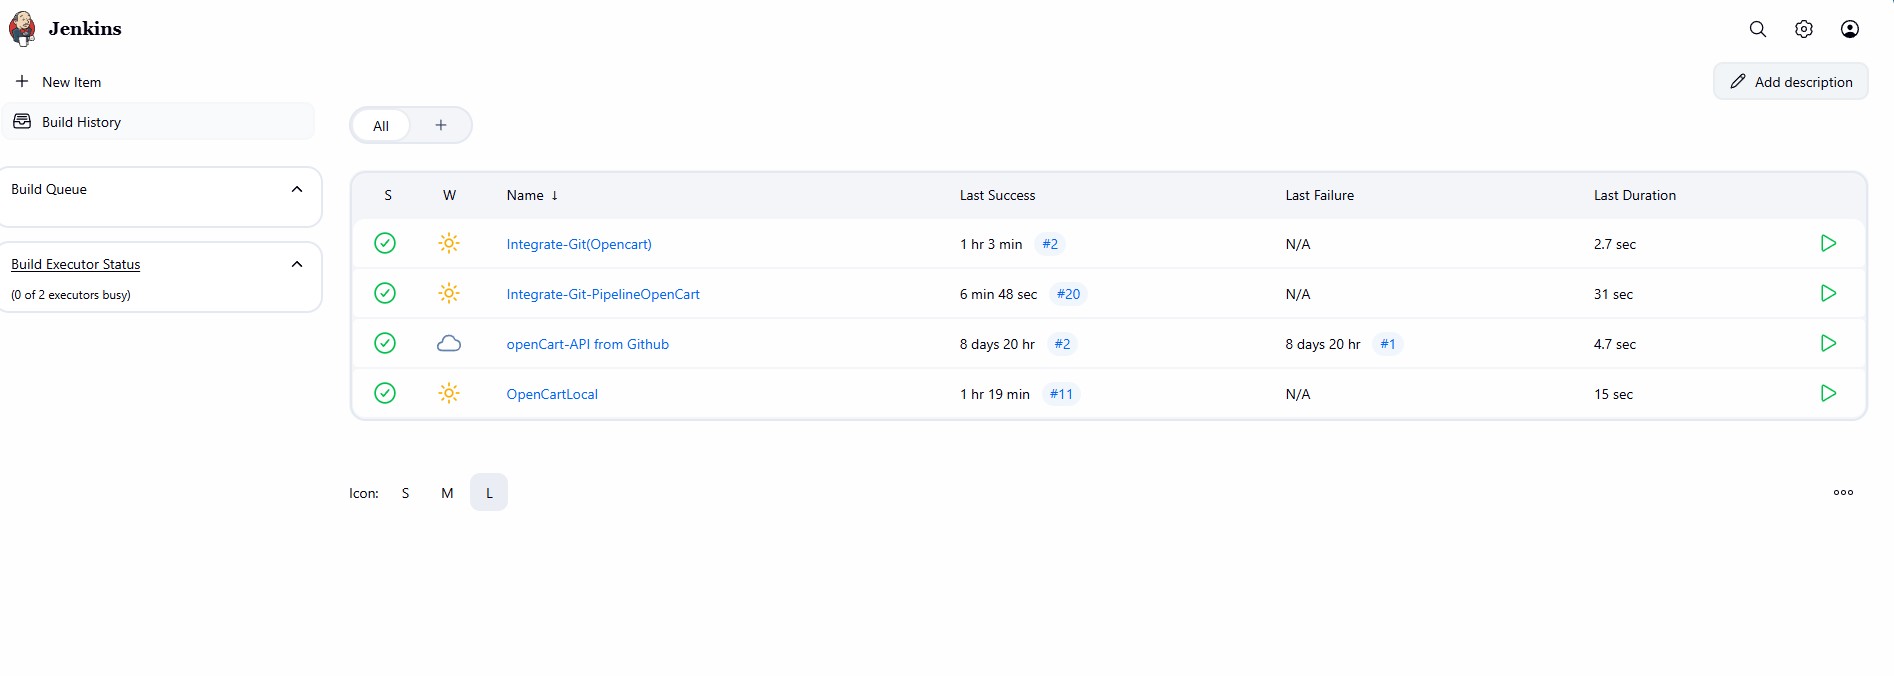 Jenkins
New Item
Add description
Build History
All
Build Queue
S W Name ↓ Last Success Last Failure Last Duration
Integrate-Git(Opencart) 1 hr 3 min #2 N/A 2.7 sec
Build Executor Status
(0 of 2 executors busy)
Integrate-Git-PipelineOpenCart 6 min 48 sec #20 N/A 31 sec
openCart-API from Github 8 days 20 hr #2 8 days 20 hr #1 4.7 sec
OpenCartLocal 1 hr 19 min #11 N/A 15 sec
Icon: S M L